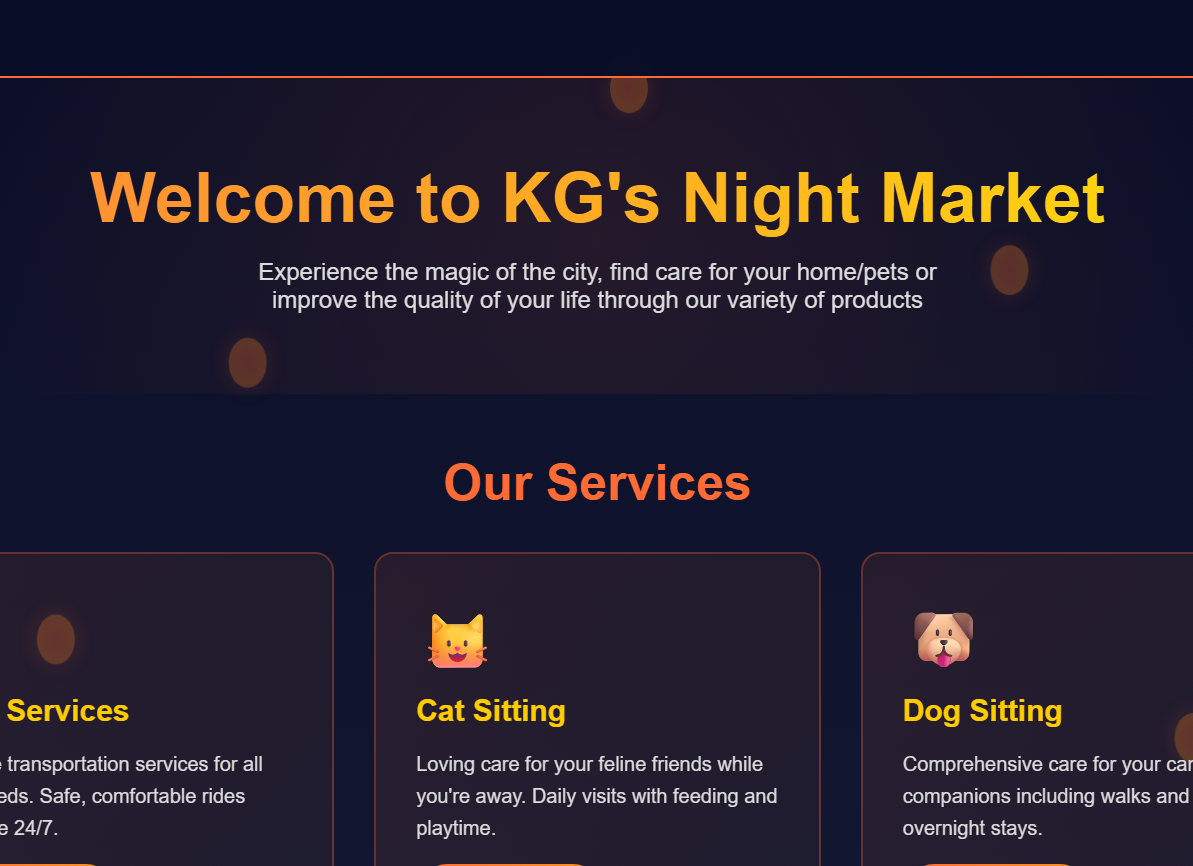 Welcome to KG's Night Market
Experience the magic of the city, find care for your home/pets or
improve the quality of your life through our variety of products
Our Services
Services
transportation services for all
Safe, comfortable rides
24/7.
Cat Sitting
Loving care for your feline friends while
you're away. Daily visits with feeding and
playtime.
Dog Sitting
Comprehensive care for your
companions including walks and
overnight stays.